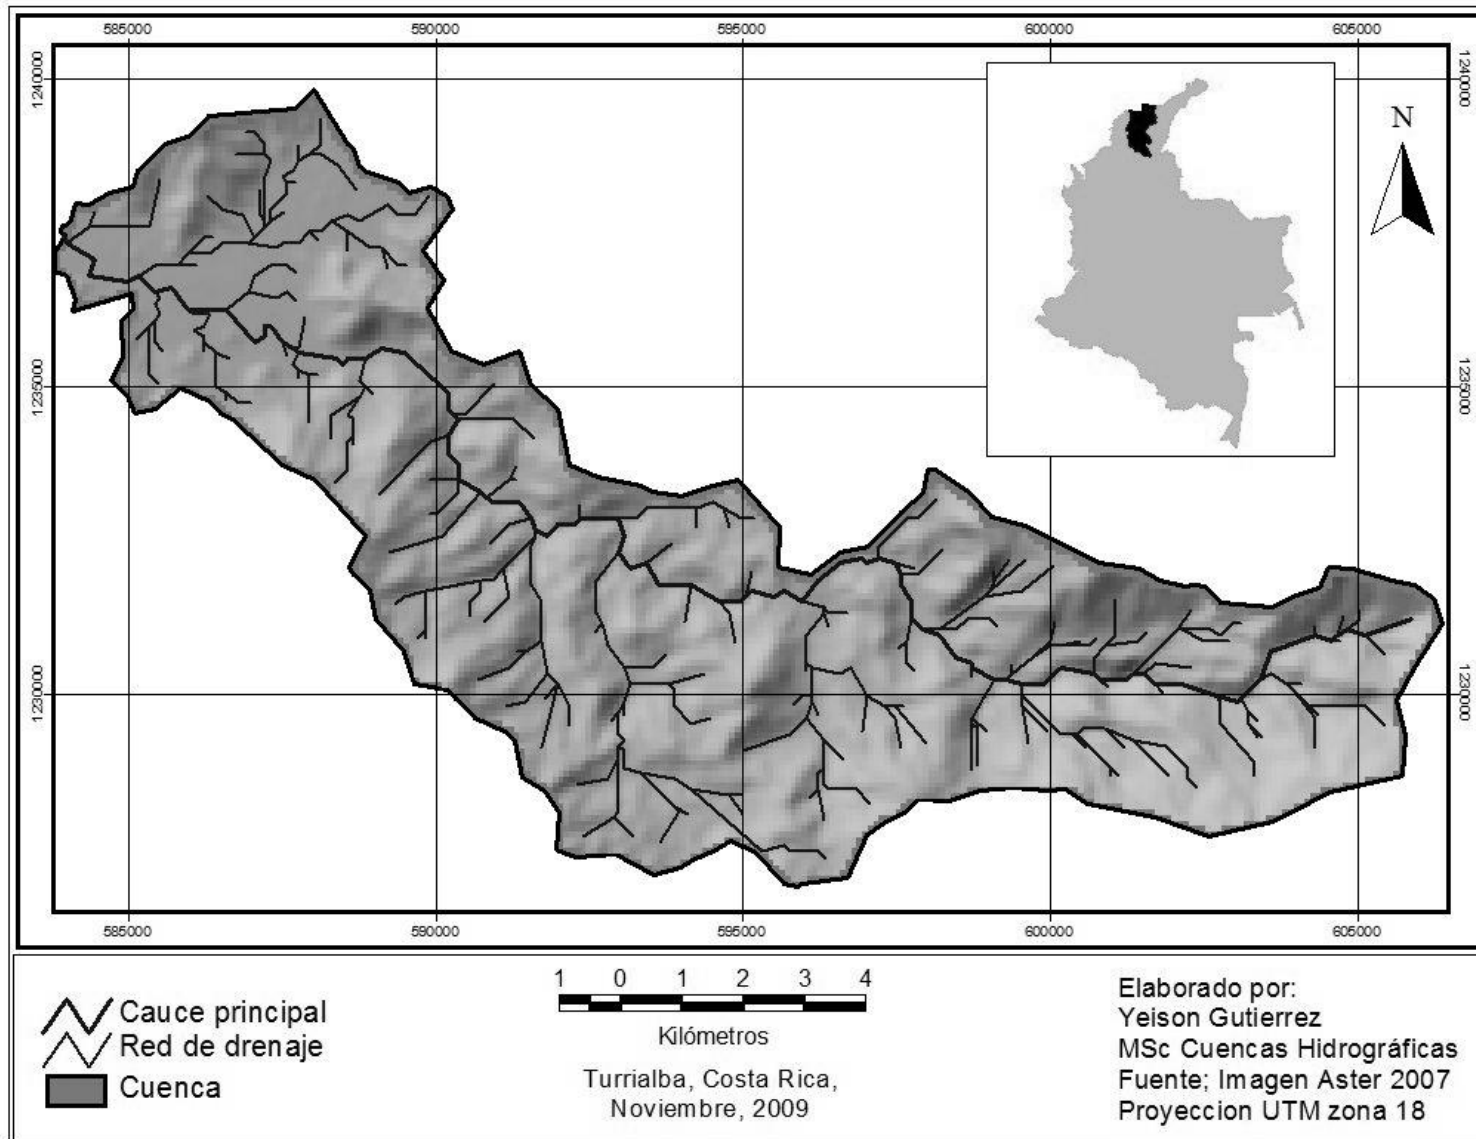 585000 590000 595000 600000 605000
1240000 1240000
N
1235000 1235000
1230000 1230000
585000 590000 595000 600000 605000
Cauce principal
Red de drenaje
Cuenca
1 0 1 2 3 4
Kilómetros
Turrialba, Costa Rica,
Noviembre, 2009
Elaborado por:
Yeison Gutierrez
MSc Cuencas Hidrográficas
Fuente; Imagen Aster 2007
Proyeccion UTM zona 18